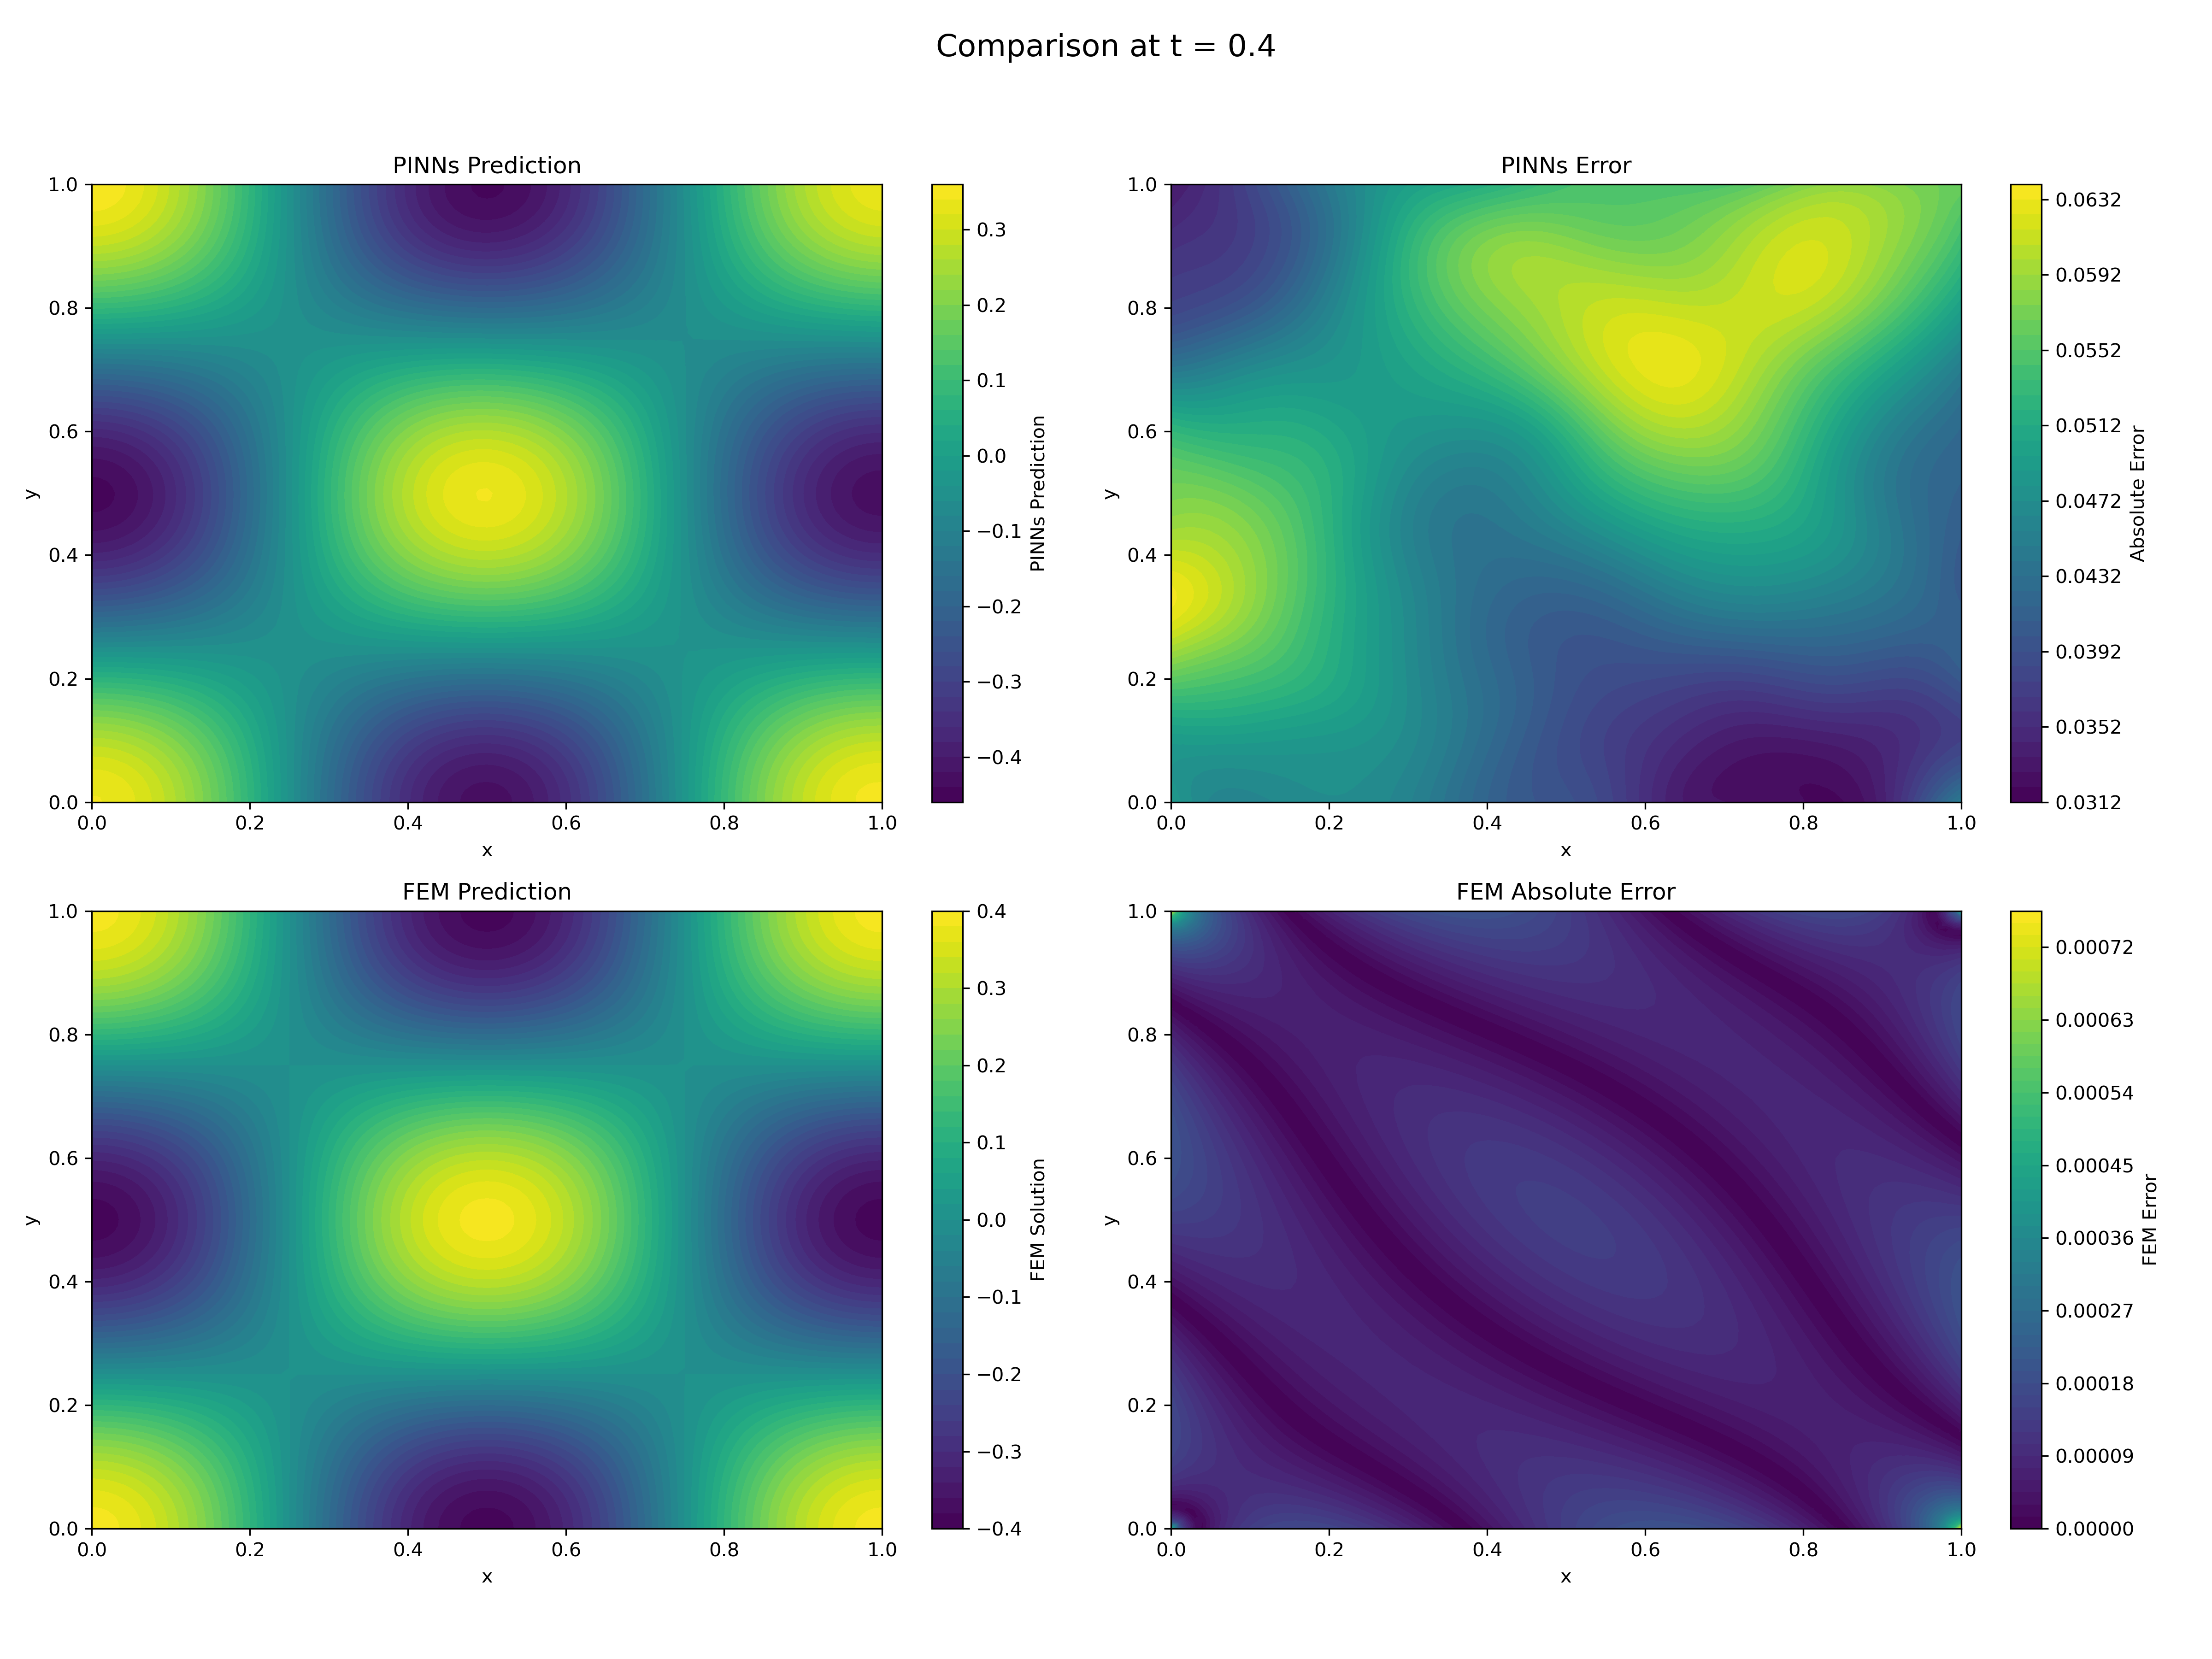 Comparison at t = 0.4
PINNs Prediction
1.0
0.8
0.6
0.4
0.2
0.0
y
0.0 0.2 0.4 0.6 0.8 1.0
x
0.3
0.2
0.1
0.0
−0.1
−0.2
−0.3
−0.4
PINNs Prediction
PINNs Error
1.0
0.8
0.6
0.4
0.2
0.0
y
0.0 0.2 0.4 0.6 0.8 1.0
x
0.0632
0.0592
0.0552
0.0512
0.0472
0.0432
0.0392
0.0352
0.0312
Absolute Error
FEM Prediction
1.0
0.8
0.6
0.4
0.2
0.0
y
0.0 0.2 0.4 0.6 0.8 1.0
x
0.4
0.3
0.2
0.1
0.0
−0.1
−0.2
−0.3
−0.4
FEM Solution
FEM Absolute Error
1.0
0.8
0.6
0.4
0.2
0.0
y
0.0 0.2 0.4 0.6 0.8 1.0
x
0.00072
0.00063
0.00054
0.00045
0.00036
0.00027
0.00018
0.00009
0.00000
FEM Error